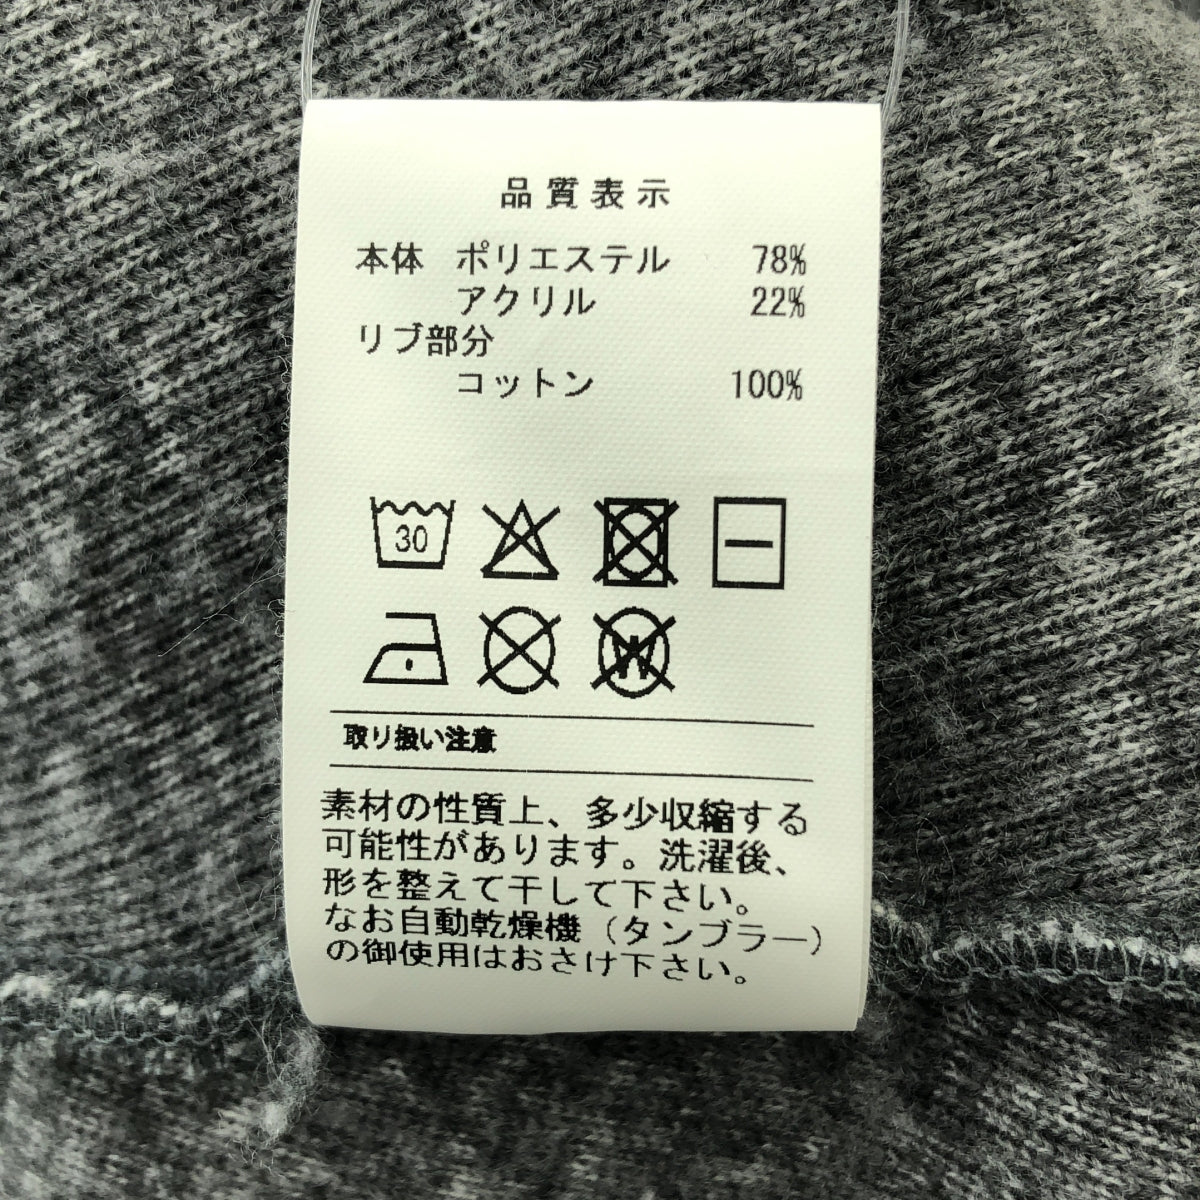 品質表示
本体 ポリエステル 78%
アクリル 22%
リブ部分
コットン 100%
30
W
取り扱い注意
素材の性質上、多少収縮する
可能性があります。洗濯後、
形を整えて干して下さい。
なお自動乾燥機（タンブラー）
の御使用はおさけ下さい。